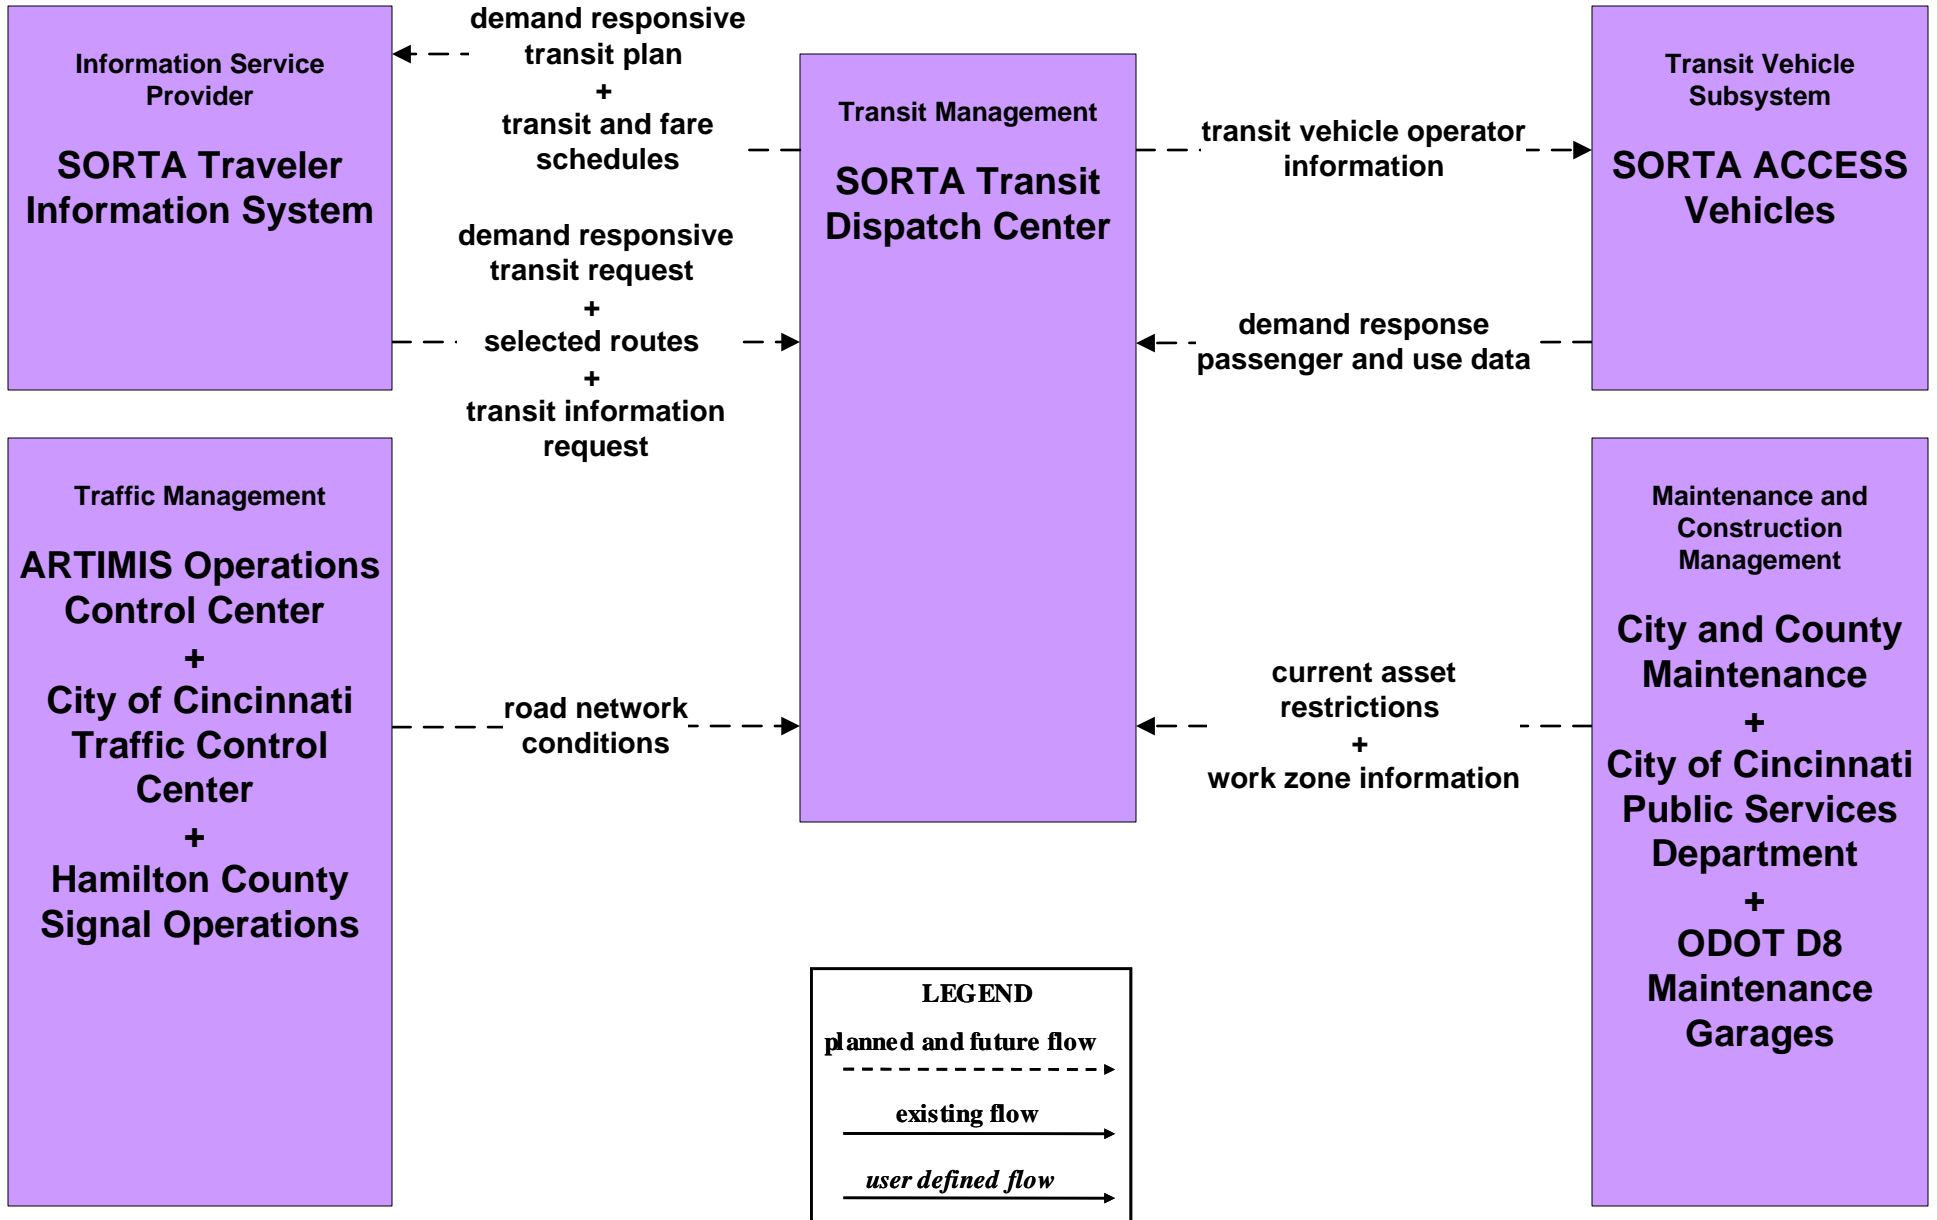 Information Service
Provider
SORTA Traveler
Information System
demand responsive
transit plan
+
transit and fare
schedules
demand responsive
transit request
+
selected routes
+
transit information
request
Transit Management
SORTA Transit
Dispatch Center
transit vehicle operator
information
demand response
passenger and use data
Transit Vehicle
Subsystem
SORTA ACCESS
Vehicles
Traffic Management
ARTIMIS Operations
Control Center
+
City of Cincinnati
Traffic Control
Center
+
Hamilton County
Signal Operations
road network
conditions
current asset
restrictions
+
work zone information
Maintenance and
Construction
Management
City and County
Maintenance
+
City of Cincinnati
Public Services
Department
+
ODOT D8
Maintenance
Garages
LEGEND
planned and future flow
existing flow
user defined flow